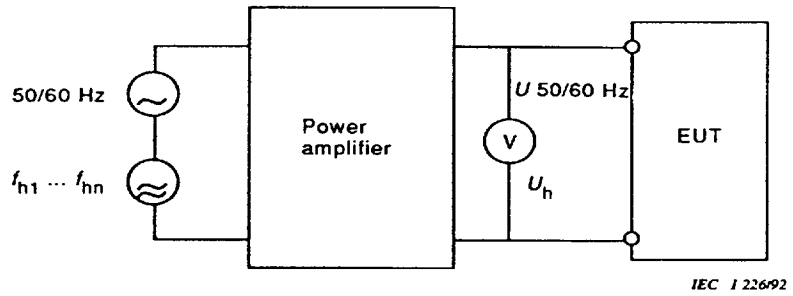 50/60 Hz
f_h1 ... f_hn
Power
amplifier
U 50/60 Hz
V
U_h
EUT
IEC 1 226/92